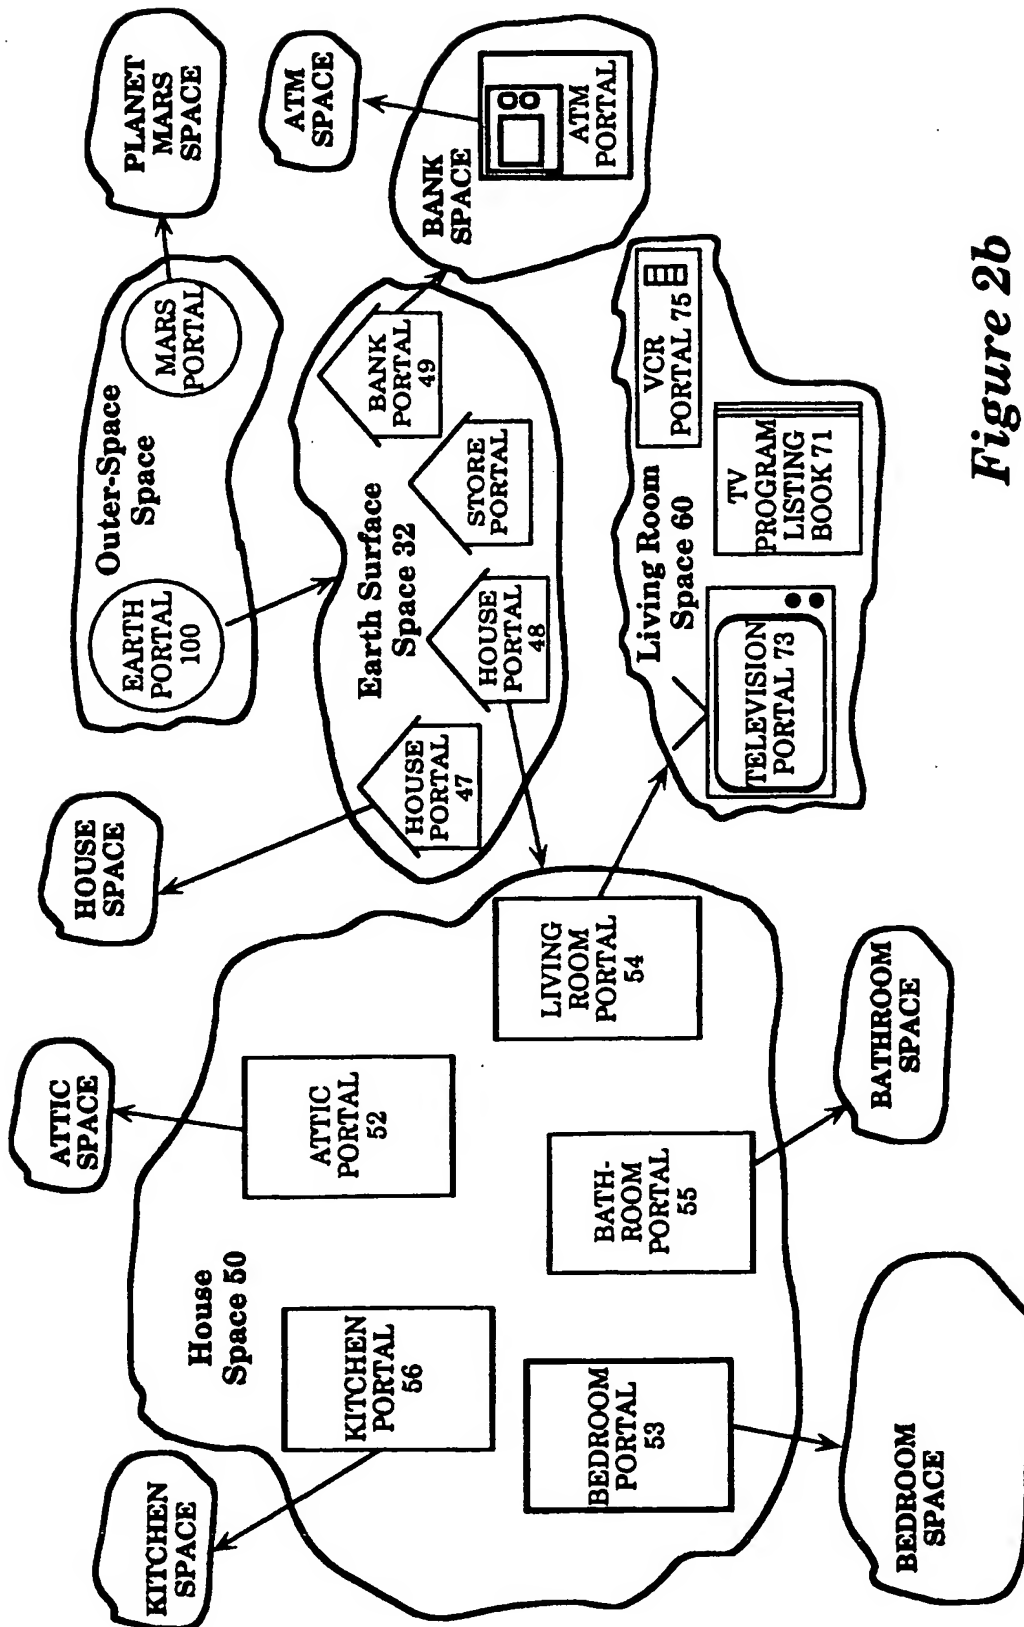 KITCHEN
SPACE
ATTIC
SPACE
HOUSE
SPACE
Outer-Space
Space
EARTH
PORTAL
100
MARS
PORTAL
PLANET
MARS
SPACE
House
Space 50
KITCHEN
PORTAL
56
ATTIC
PORTAL
52
BEDROOM
PORTAL
53
BATH-
ROOM
PORTAL
55
LIVING
ROOM
PORTAL
54
Earth Surface
Space 32
HOUSE
PORTAL
47
HOUSE
PORTAL
48
STORE
PORTAL
BANK
PORTAL
49
ATM
SPACE
BANK
SPACE
ATM
PORTAL
Living Room
Space 60
TELEVISION
PORTAL 73
TV
PROGRAM
LISTING
BOOK 71
VCR
PORTAL 75
BEDROOM
SPACE
BATHROOM
SPACE
Figure 2b